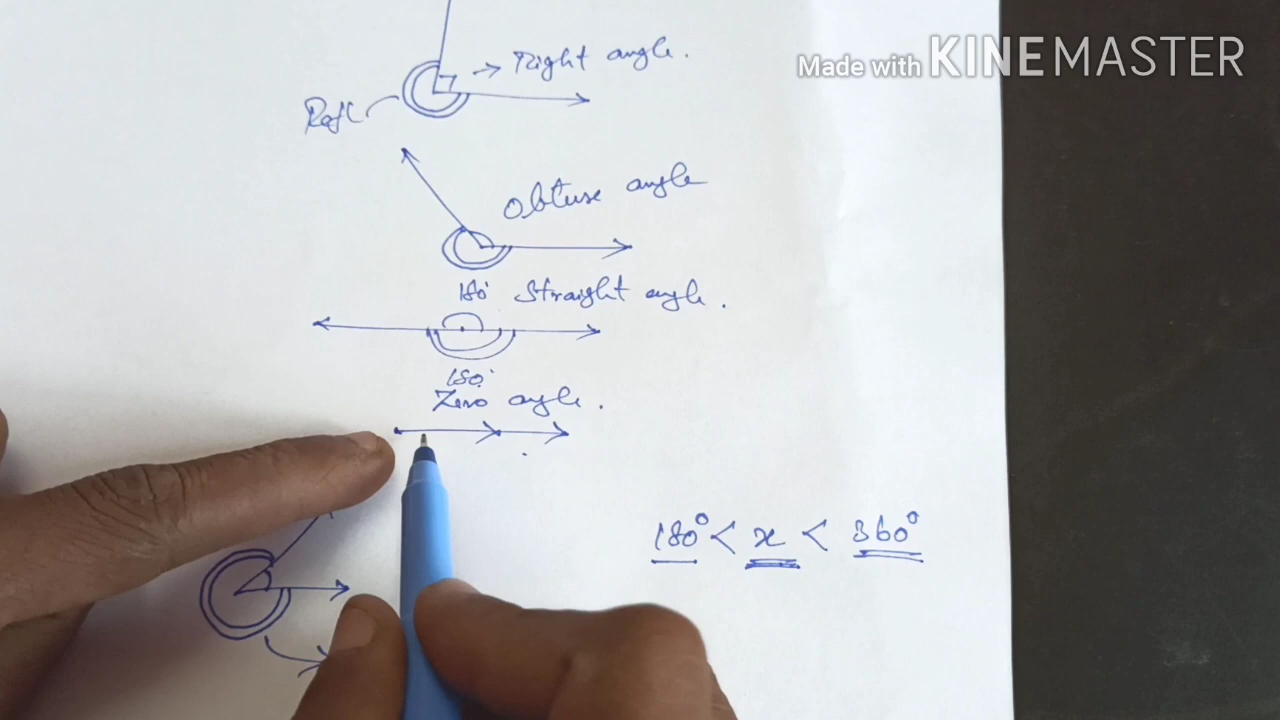 Made with KINEMASTER
→ Right angle.
Refl
Obtuse angle
180° Straight angle.
180°
Zero angle.
180° < x < 360°